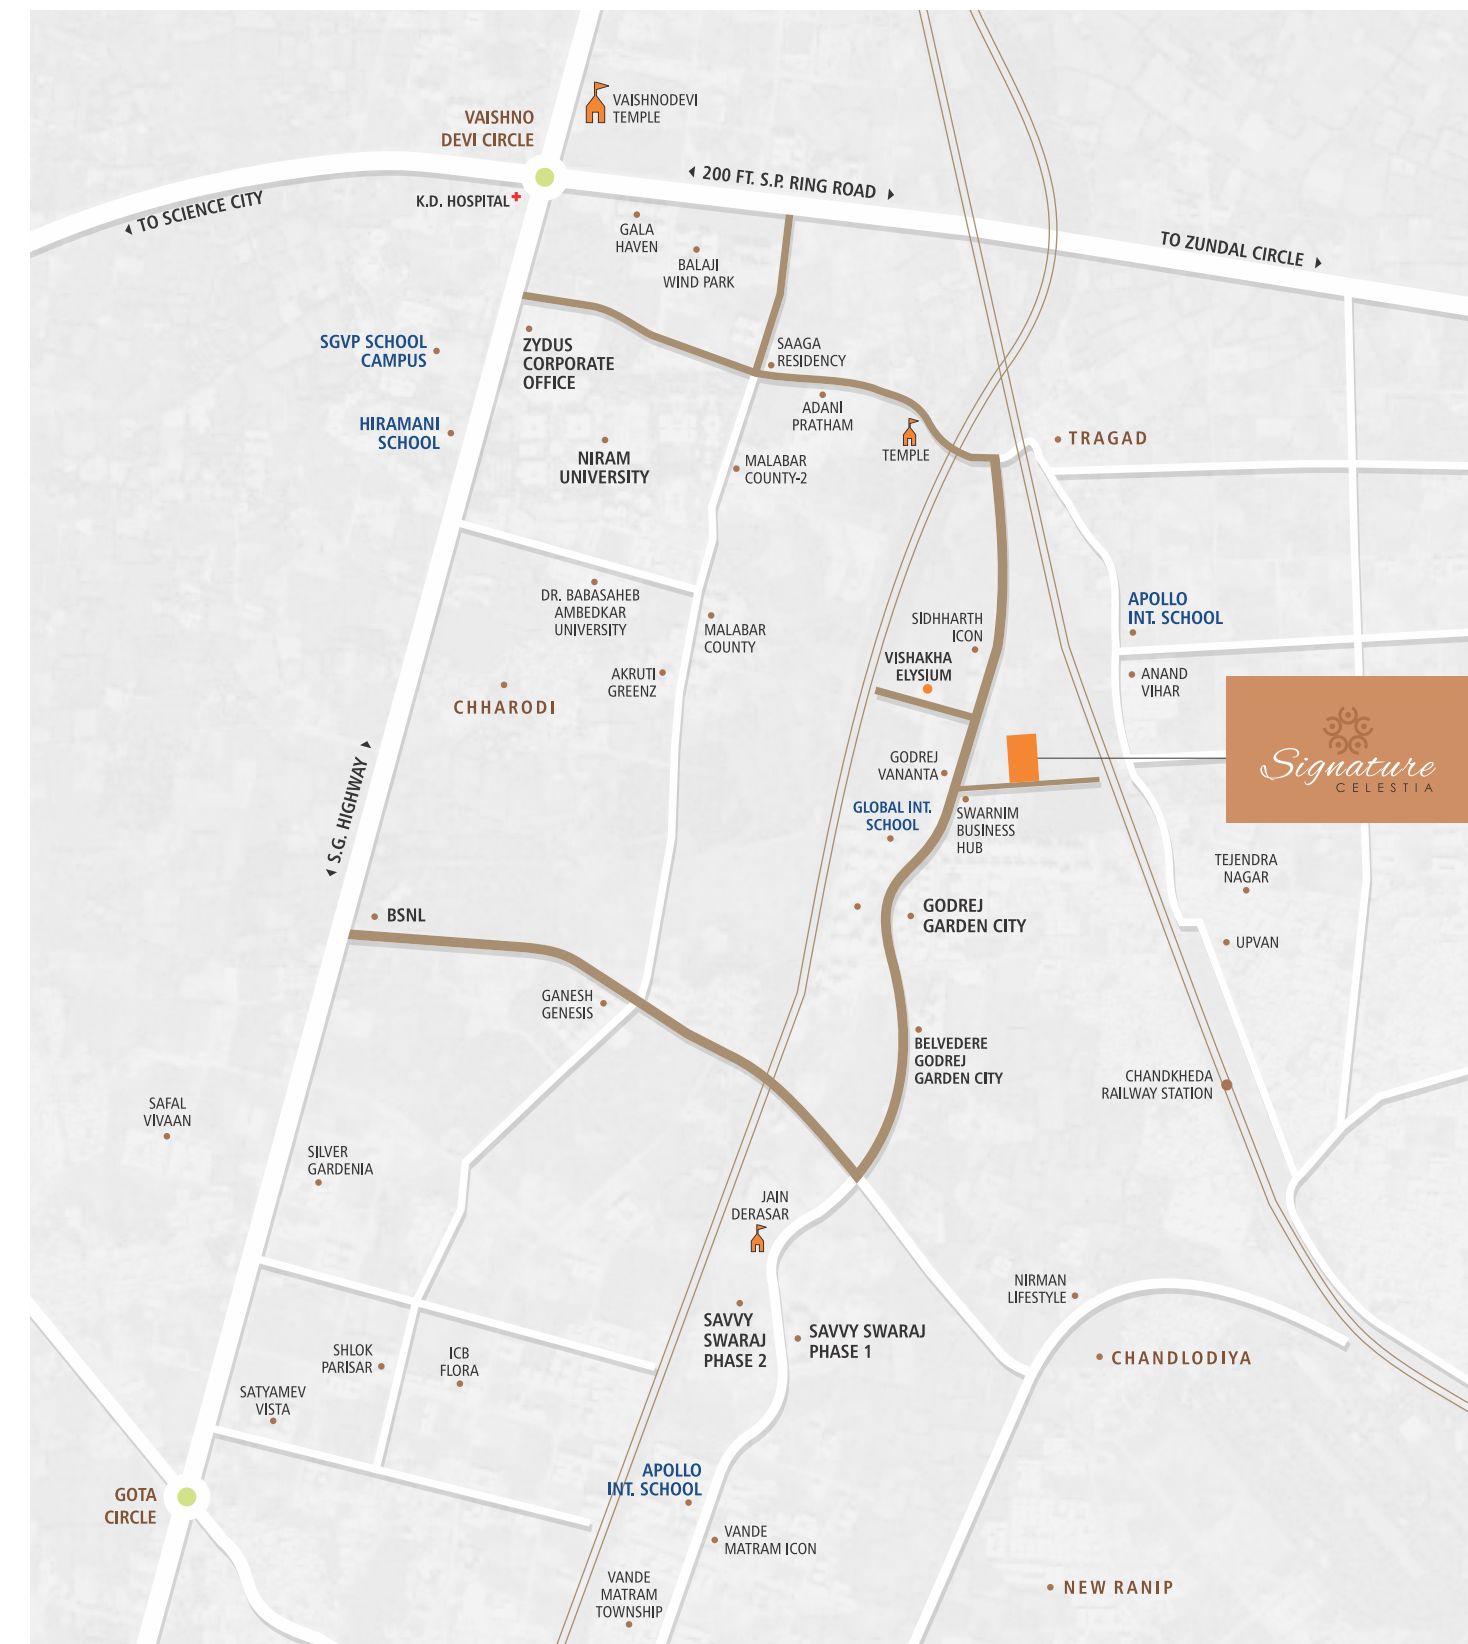 VAISHNODEVI
TEMPLE
VAISHNO
DEVI CIRCLE
200 FT. S.P. RING ROAD
K.D. HOSPITAL
TO SCIENCE CITY
TO ZUNDAL CIRCLE
GALA
HAVEN
BALAJI
WIND PARK
SGVP SCHOOL
CAMPUS
ZYDUS
CORPORATE
OFFICE
SAAGA
RESIDENCY
ADANI
PRATHAM
HIRAMANI
SCHOOL
TEMPLE
TRAGAD
NIRAM
UNIVERSITY
MALABAR
COUNTY-2
DR. BABASAHEB
AMBEDKAR
UNIVERSITY
MALABAR
COUNTY
SIDHHARTH
ICON
APOLLO
INT. SCHOOL
VISHAKHA
ELYSIUM
AKRUTI
GREENZ
ANAND
VIHAR
CHHARODI
S.G. HIGHWAY
GODREJ
VANANTA
Signature
CELESTIA
GLOBAL INT.
SCHOOL
SWARNIM
BUSINESS
HUB
TEJENDRA
NAGAR
BSNL
GODREJ
GARDEN CITY
UPVAN
GANESH
GENESIS
BELVEDERE
GODREJ
GARDEN CITY
CHANDKHEDA
RAILWAY STATION
SAFAL
VIVAAN
SILVER
GARDENIA
JAIN
DERASAR
NIRMAN
LIFESTYLE
SAVVY
SWARAJ
PHASE 2
SAVVY SWARAJ
PHASE 1
SHLOK
PARISAR
ICB
FLORA
CHANDLODIYA
SATYAMEV
VISTA
APOLLO
INT. SCHOOL
GOTA
CIRCLE
VANDE
MATRAM ICON
VANDE
MATRAM
TOWNSHIP
NEW RANIP